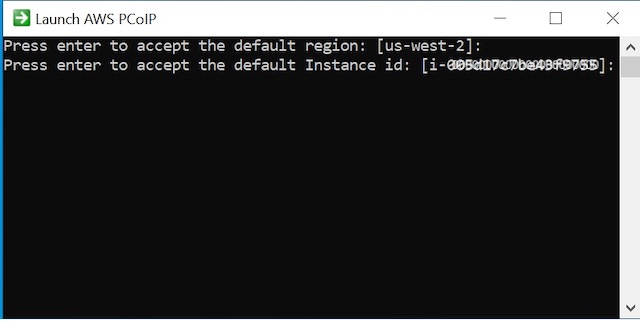 Launch AWS PCoIP
Press enter to accept the default region: [us-west-2]:
Press enter to accept the default Instance id: